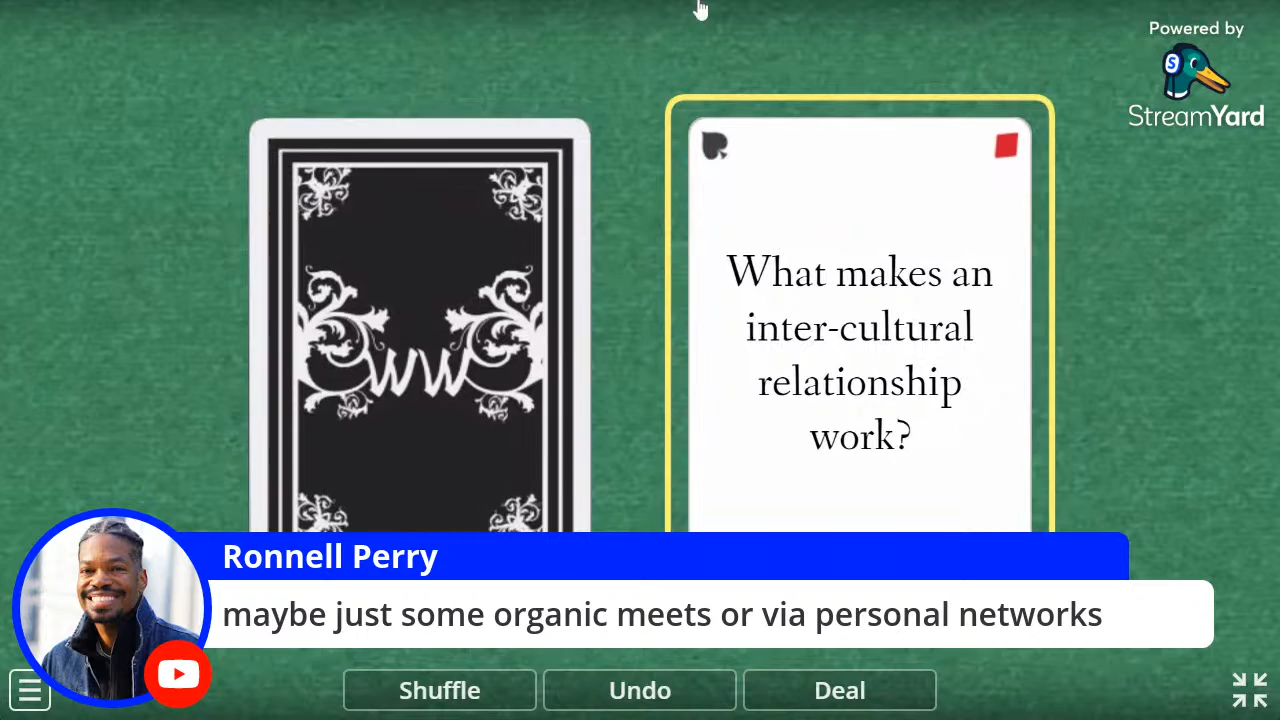 Powered by
StreamYard
What makes an
inter-cultural
relationship
work?
WW
Ronnell Perry
maybe just some organic meets or via personal networks
Shuffle
Undo
Deal